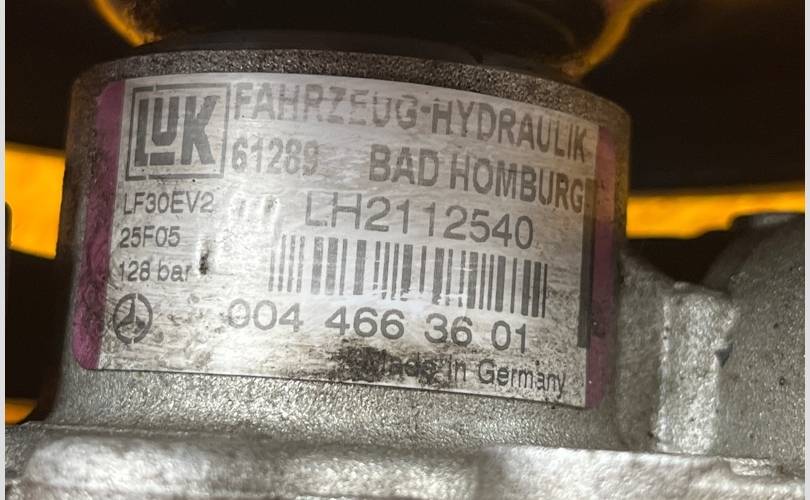 LUK FAHRZEUG-HYDRAULIK
61289 BAD HOMBURG
LF30EV2 LH2112540
25F05
128 bar
004 466 36 01
Made in Germany